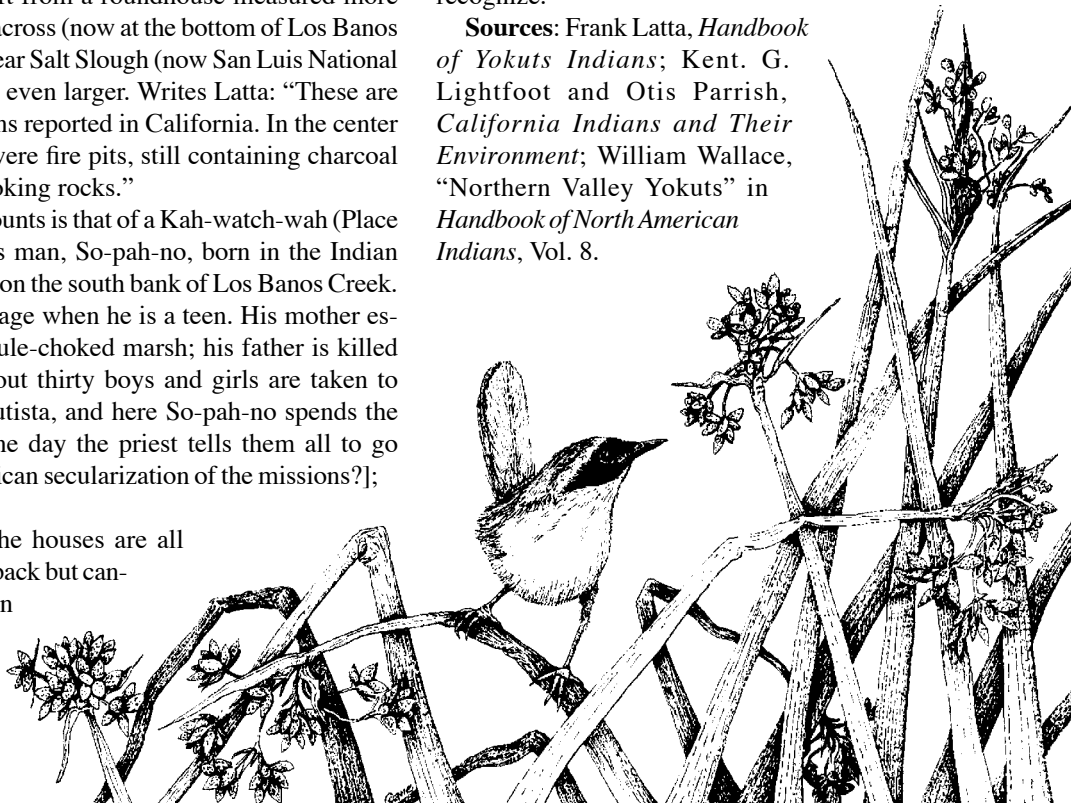 from a roundhouse measured more
across (now at the bottom of Los Banos
ear Salt Slough (now San Luis National
even larger. Writes Latta: “These are
ns reported in California. In the center
were fire pits, still containing charcoal
oking rocks.”
ounts is that of a Kah-watch-wah (Place
s man, So-pah-no, born in the Indian
on the south bank of Los Banos Creek.
age when he is a teen. His mother es-
ule-choked marsh; his father is killed
out thirty boys and girls are taken to
utista, and here So-pah-no spends the
ne day the priest tells them all to go
ican secularization of the missions?];
he houses are all
back but can-
n
recognize.
Sources: Frank Latta, Handbook
of Yokuts Indians; Kent. G.
Lightfoot and Otis Parrish,
California Indians and Their
Environment; William Wallace,
“Northern Valley Yokuts” in
Handbook of North American
Indians, Vol. 8.